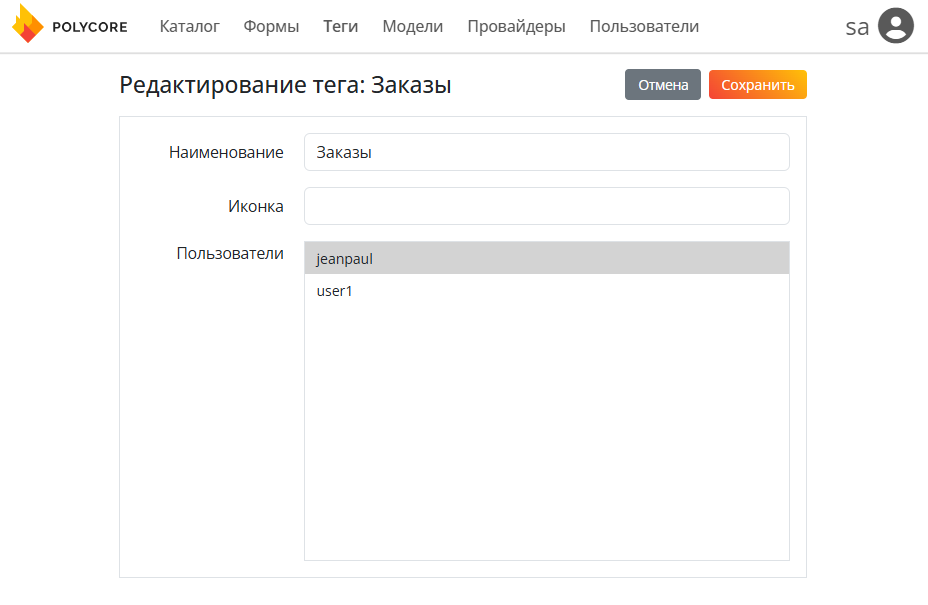 POLYCORE Каталог Формы Теги Модели Провайдеры Пользователи sa
Редактирование тега: Заказы Отмена Сохранить
Наименование Заказы
Иконка
Пользователи jeanpaul
user1